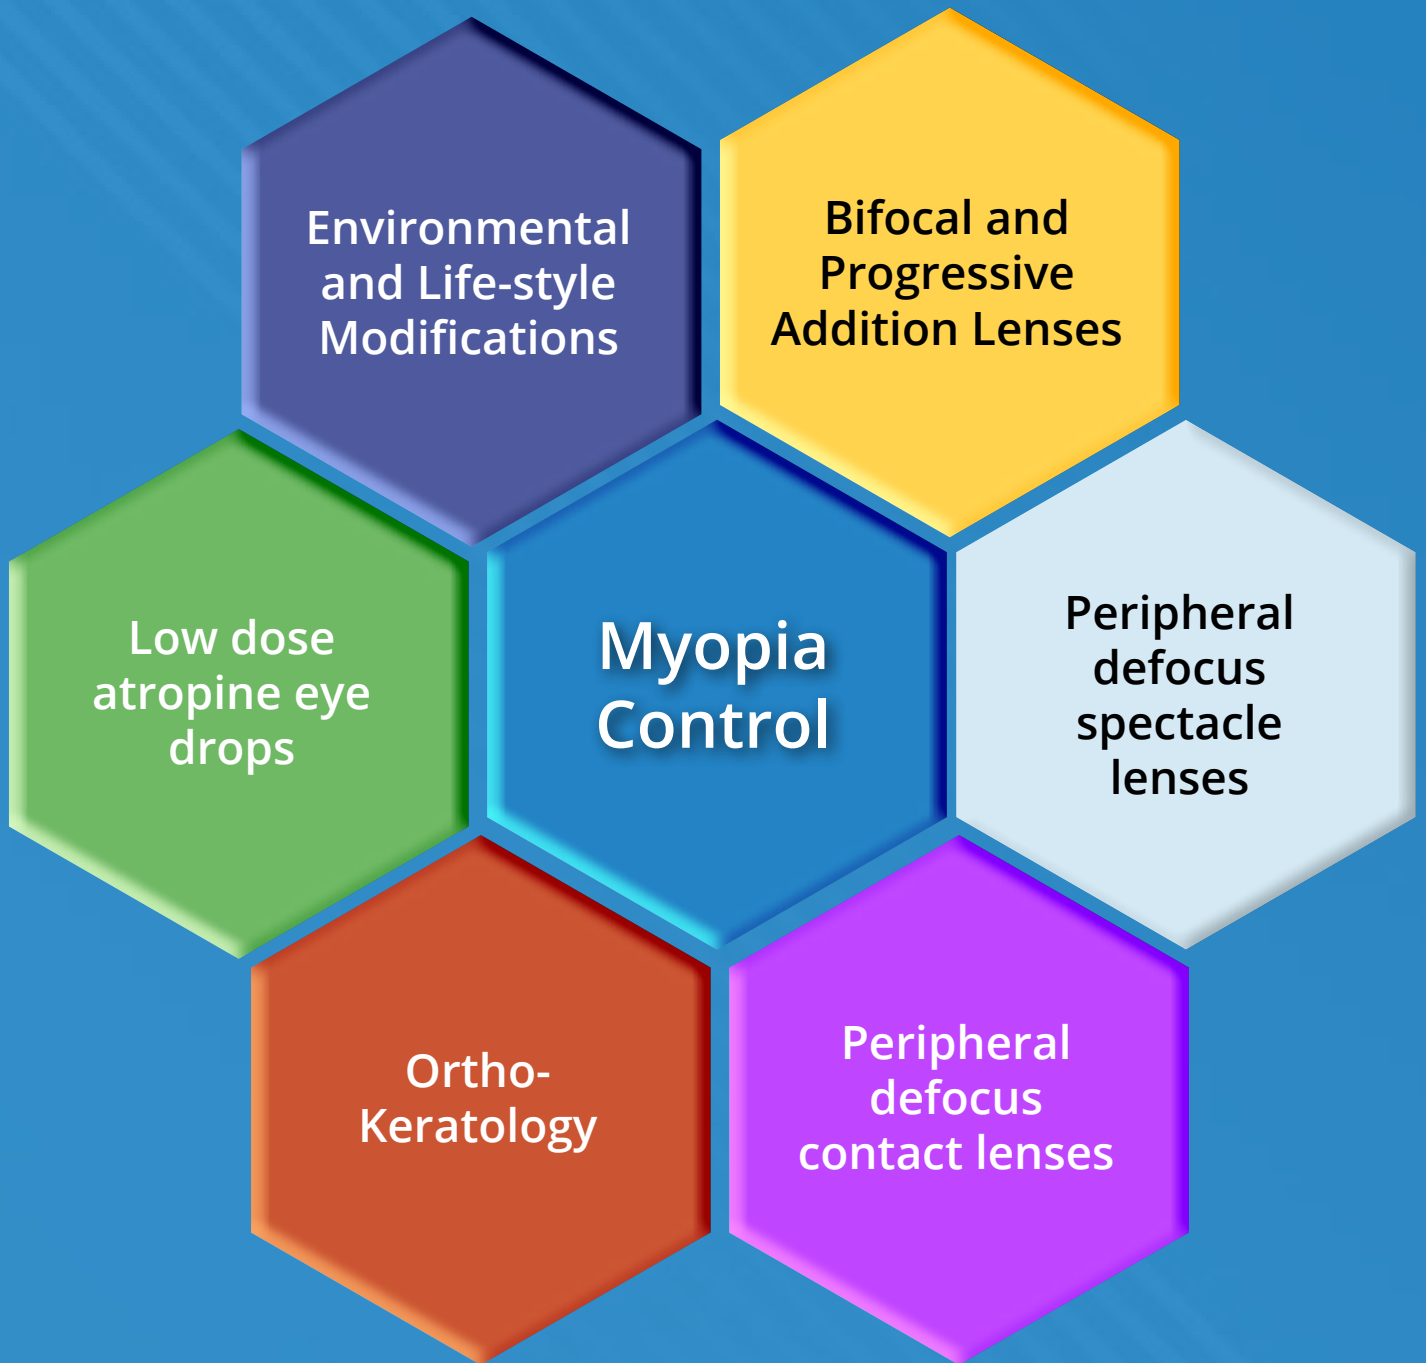 Environmental
and Life-style
Modifications
Bifocal and
Progressive
Addition Lenses
Low dose
atropine eye
drops
Myopia
Control
Peripheral
defocus
spectacle
lenses
Ortho-
Keratology
Peripheral
defocus
contact lenses